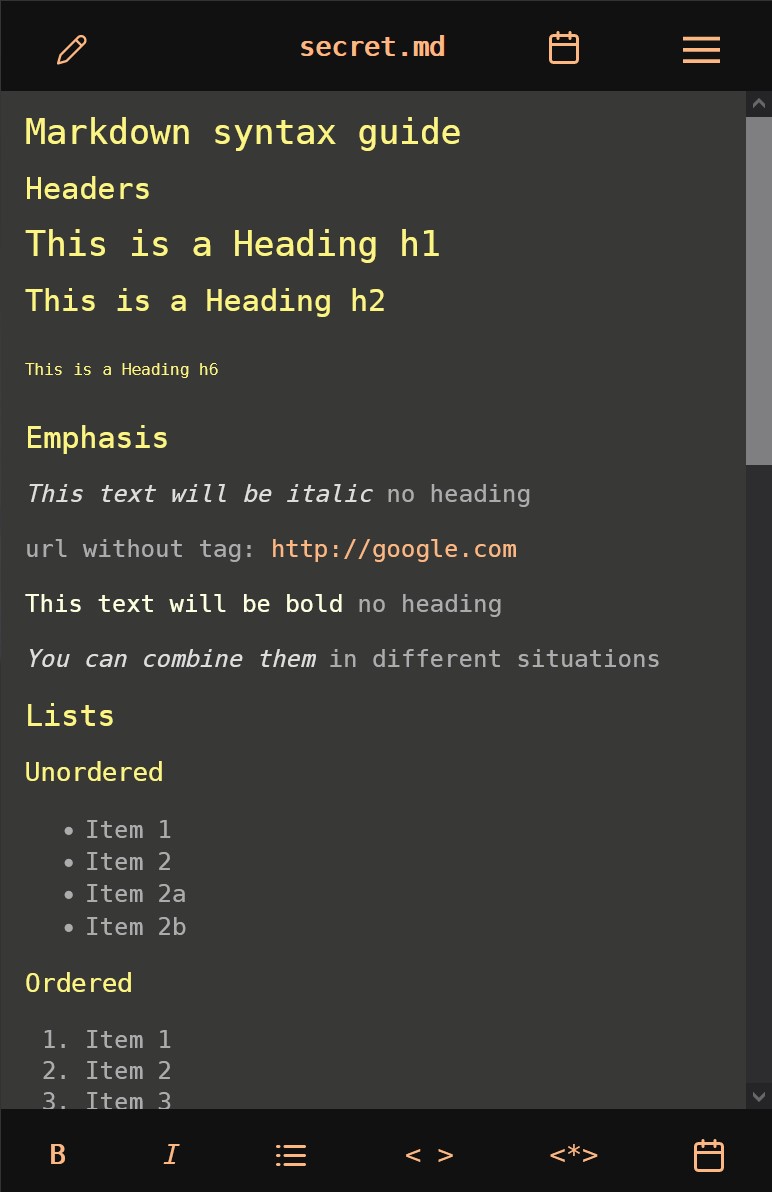 secret.md
Markdown syntax guide
Headers
This is a Heading h1
This is a Heading h2
This is a Heading h6
Emphasis
This text will be italic no heading
url without tag: http://google.com
This text will be bold no heading
You can combine them in different situations
Lists
Unordered
• Item 1
• Item 2
• Item 2a
• Item 2b
Ordered
1. Item 1
2. Item 2
3. Item 3
B I < > <*>